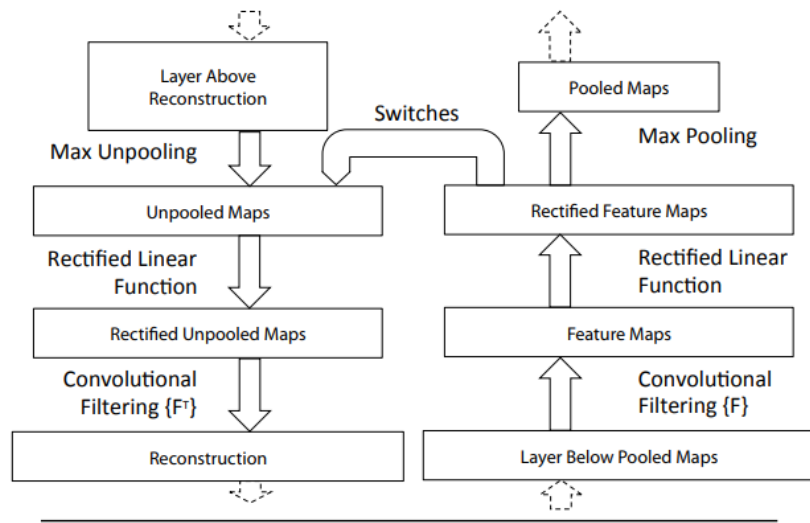 Layer Above
Reconstruction
Pooled Maps
Switches
Max Unpooling
Max Pooling
Unpooled Maps
Rectified Feature Maps
Rectified Linear
Function
Rectified Linear
Function
Rectified Unpooled Maps
Feature Maps
Convolutional
Filtering {Fᵀ}
Convolutional
Filtering {F}
Reconstruction
Layer Below Pooled Maps